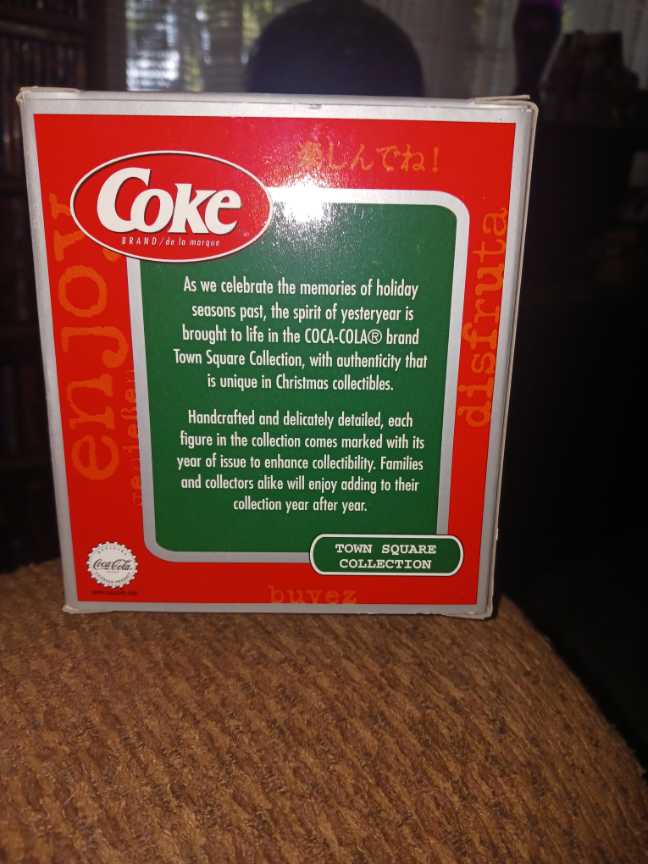 しんでね!
Coke
BRAND/de la marque
enjoy
disfruta
As we celebrate the memories of holiday
seasons past, the spirit of yesteryear is
brought to life in the COCA-COLA® brand
Town Square Collection, with authenticity that
is unique in Christmas collectibles.
Handcrafted and delicately detailed, each
figure in the collection comes marked with its
year of issue to enhance collectibility. Families
and collectors alike will enjoy adding to their
collection year after year.
TOWN SQUARE
COLLECTION
Coca-Cola
buvez